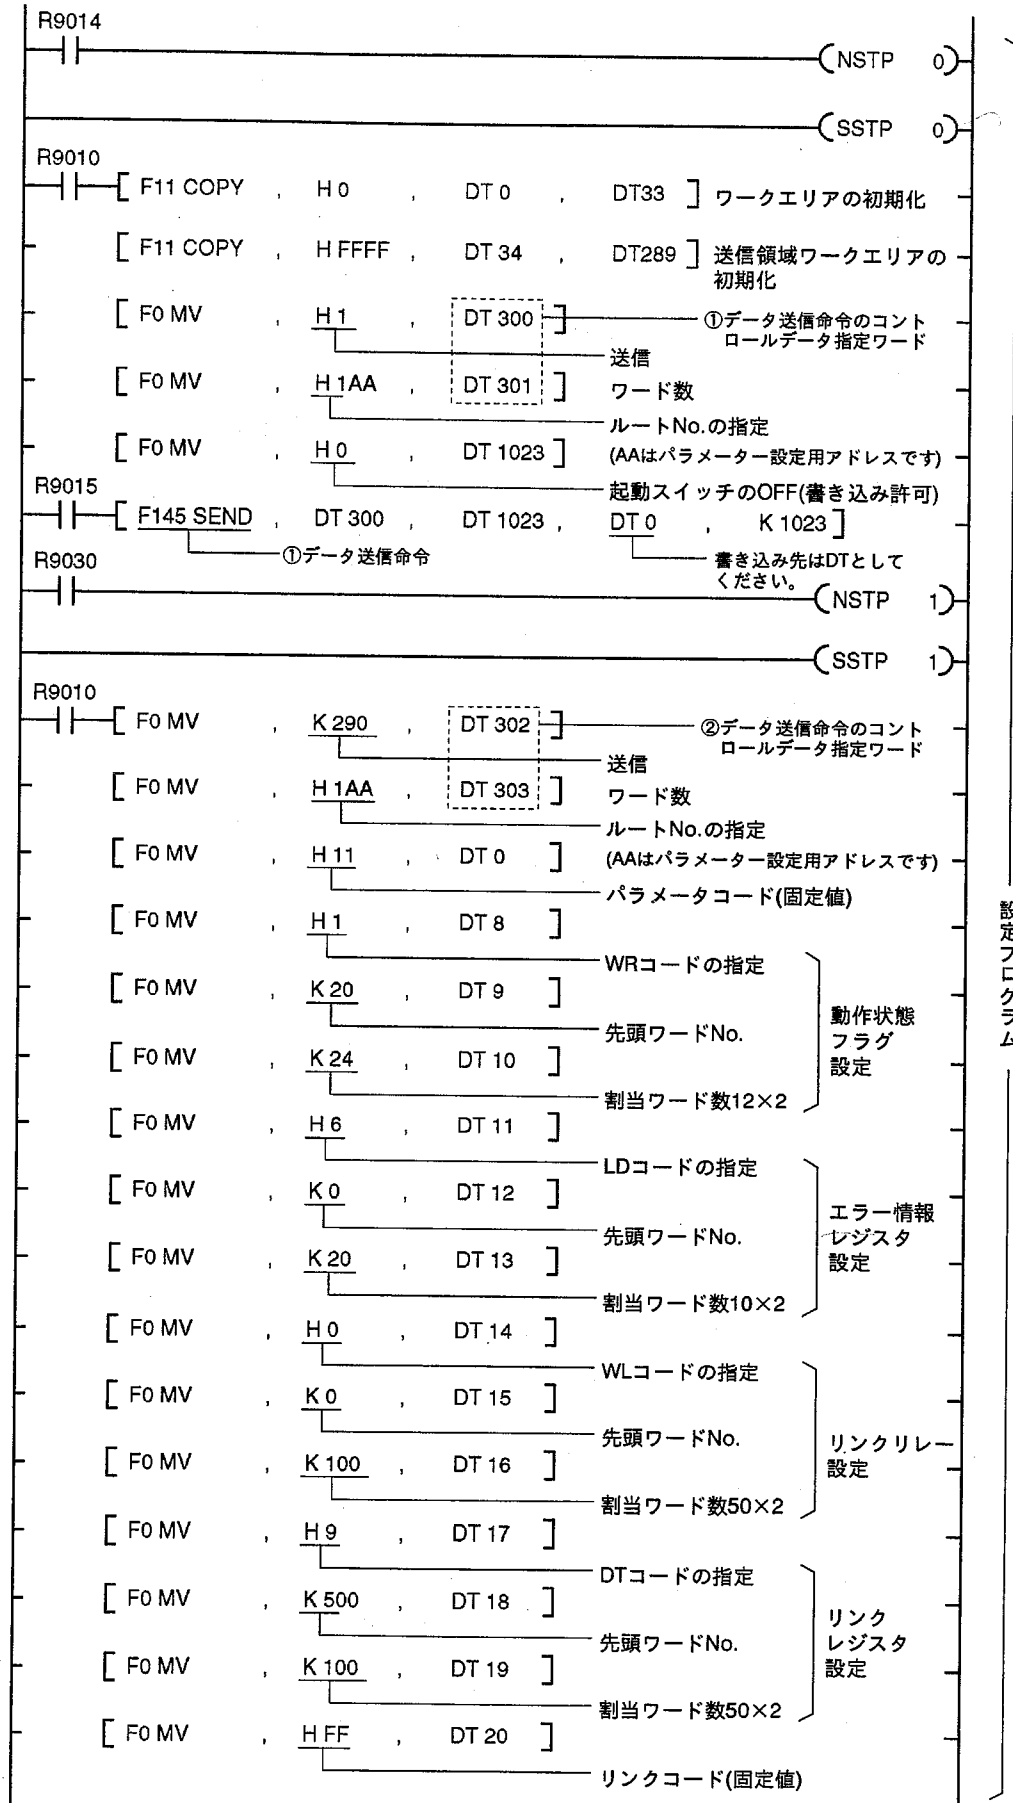 R9014
NSTP 0
SSTP 0
R9010
F11 COPY , H 0 , DT 0 , DT33 ワークエリアの初期化
F11 COPY , H FFFF , DT 34 , DT289 送信領域ワークエリアの
初期化
F0 MV , H 1 , DT 300 ①データ送信命令のコント
ロールデータ指定ワード
送信
F0 MV , H 1AA , DT 301 ワード数
ルートNo.の指定
F0 MV , H 0 , DT 1023 (AAはパラメーター設定用アドレスです)
起動スイッチのOFF(書き込み許可)
R9015
F145 SEND , DT 300 , DT 1023 , DT 0 , K 1023
①データ送信命令
書き込み先はDTとして
ください。
R9030
NSTP 1
SSTP 1
R9010
F0 MV , K 290 , DT 302 ②データ送信命令のコント
ロールデータ指定ワード
送信
F0 MV , H 1AA , DT 303 ワード数
ルートNo.の指定
F0 MV , H 11 , DT 0 (AAはパラメーター設定用アドレスです)
パラメータコード(固定値)
F0 MV , H 1 , DT 8
WRコードの指定
F0 MV , K 20 , DT 9
先頭ワードNo.
F0 MV , K 24 , DT 10
割当ワード数12×2
動作状態
フラグ
設定
F0 MV , H 6 , DT 11
LDコードの指定
F0 MV , K 0 , DT 12
先頭ワードNo.
F0 MV , K 20 , DT 13
割当ワード数10×2
エラー情報
レジスタ
設定
F0 MV , H 0 , DT 14
WLコードの指定
F0 MV , K 0 , DT 15
先頭ワードNo.
F0 MV , K 100 , DT 16
割当ワード数50×2
リンクリレー
設定
F0 MV , H 9 , DT 17
DTコードの指定
F0 MV , K 500 , DT 18
先頭ワードNo.
F0 MV , K 100 , DT 19
割当ワード数50×2
リンク
レジスタ
設定
F0 MV , H FF , DT 20
リンクコード(固定値)
設定プログラム